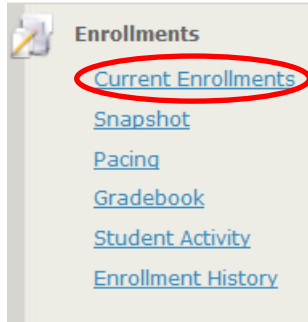 Enrollments
Current Enrollments
Snapshot
Pacing
Gradebook
Student Activity
Enrollment History